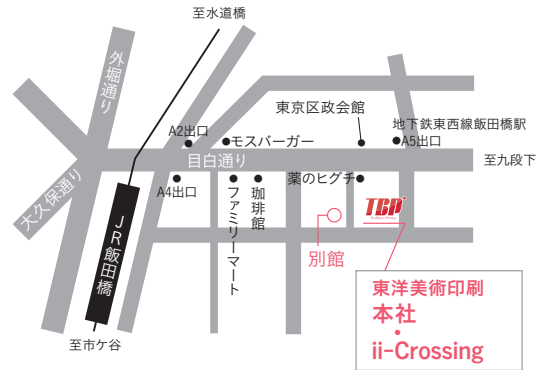 至水道橋
外堀通り
東京区政会館
地下鉄東西線飯田橋駅
A2出口
モスバーガー
A5出口
目白通り
至九段下
大久保通り
A4出口
ファミリーマート
珈琲館
薬のヒグチ
TBP
JR飯田橋
別館
東洋美術印刷
本社
・
ii-Crossing
至市ケ谷